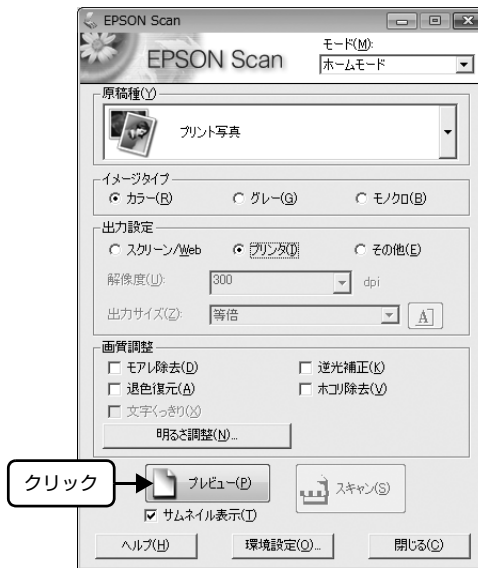 EPSON Scan
EPSON Scan
モード(M):
ホームモード
原稿種(Y)
プリント写真
イメージタイプ
カラー(R) グレー(G) モノクロ(B)
出力設定
スクリーン/Web プリンタ(I) その他(E)
解像度(U): 300 dpi
出力サイズ(Z): 等倍 A
画質調整
モアレ除去(D) 逆光補正(K)
退色復元(A) ホコリ除去(V)
文字くっきり(X)
明るさ調整(N)...
クリック プレビュー(P) スキャン(S)
サムネイル表示(T)
ヘルプ(H) 環境設定(O)... 閉じる(C)